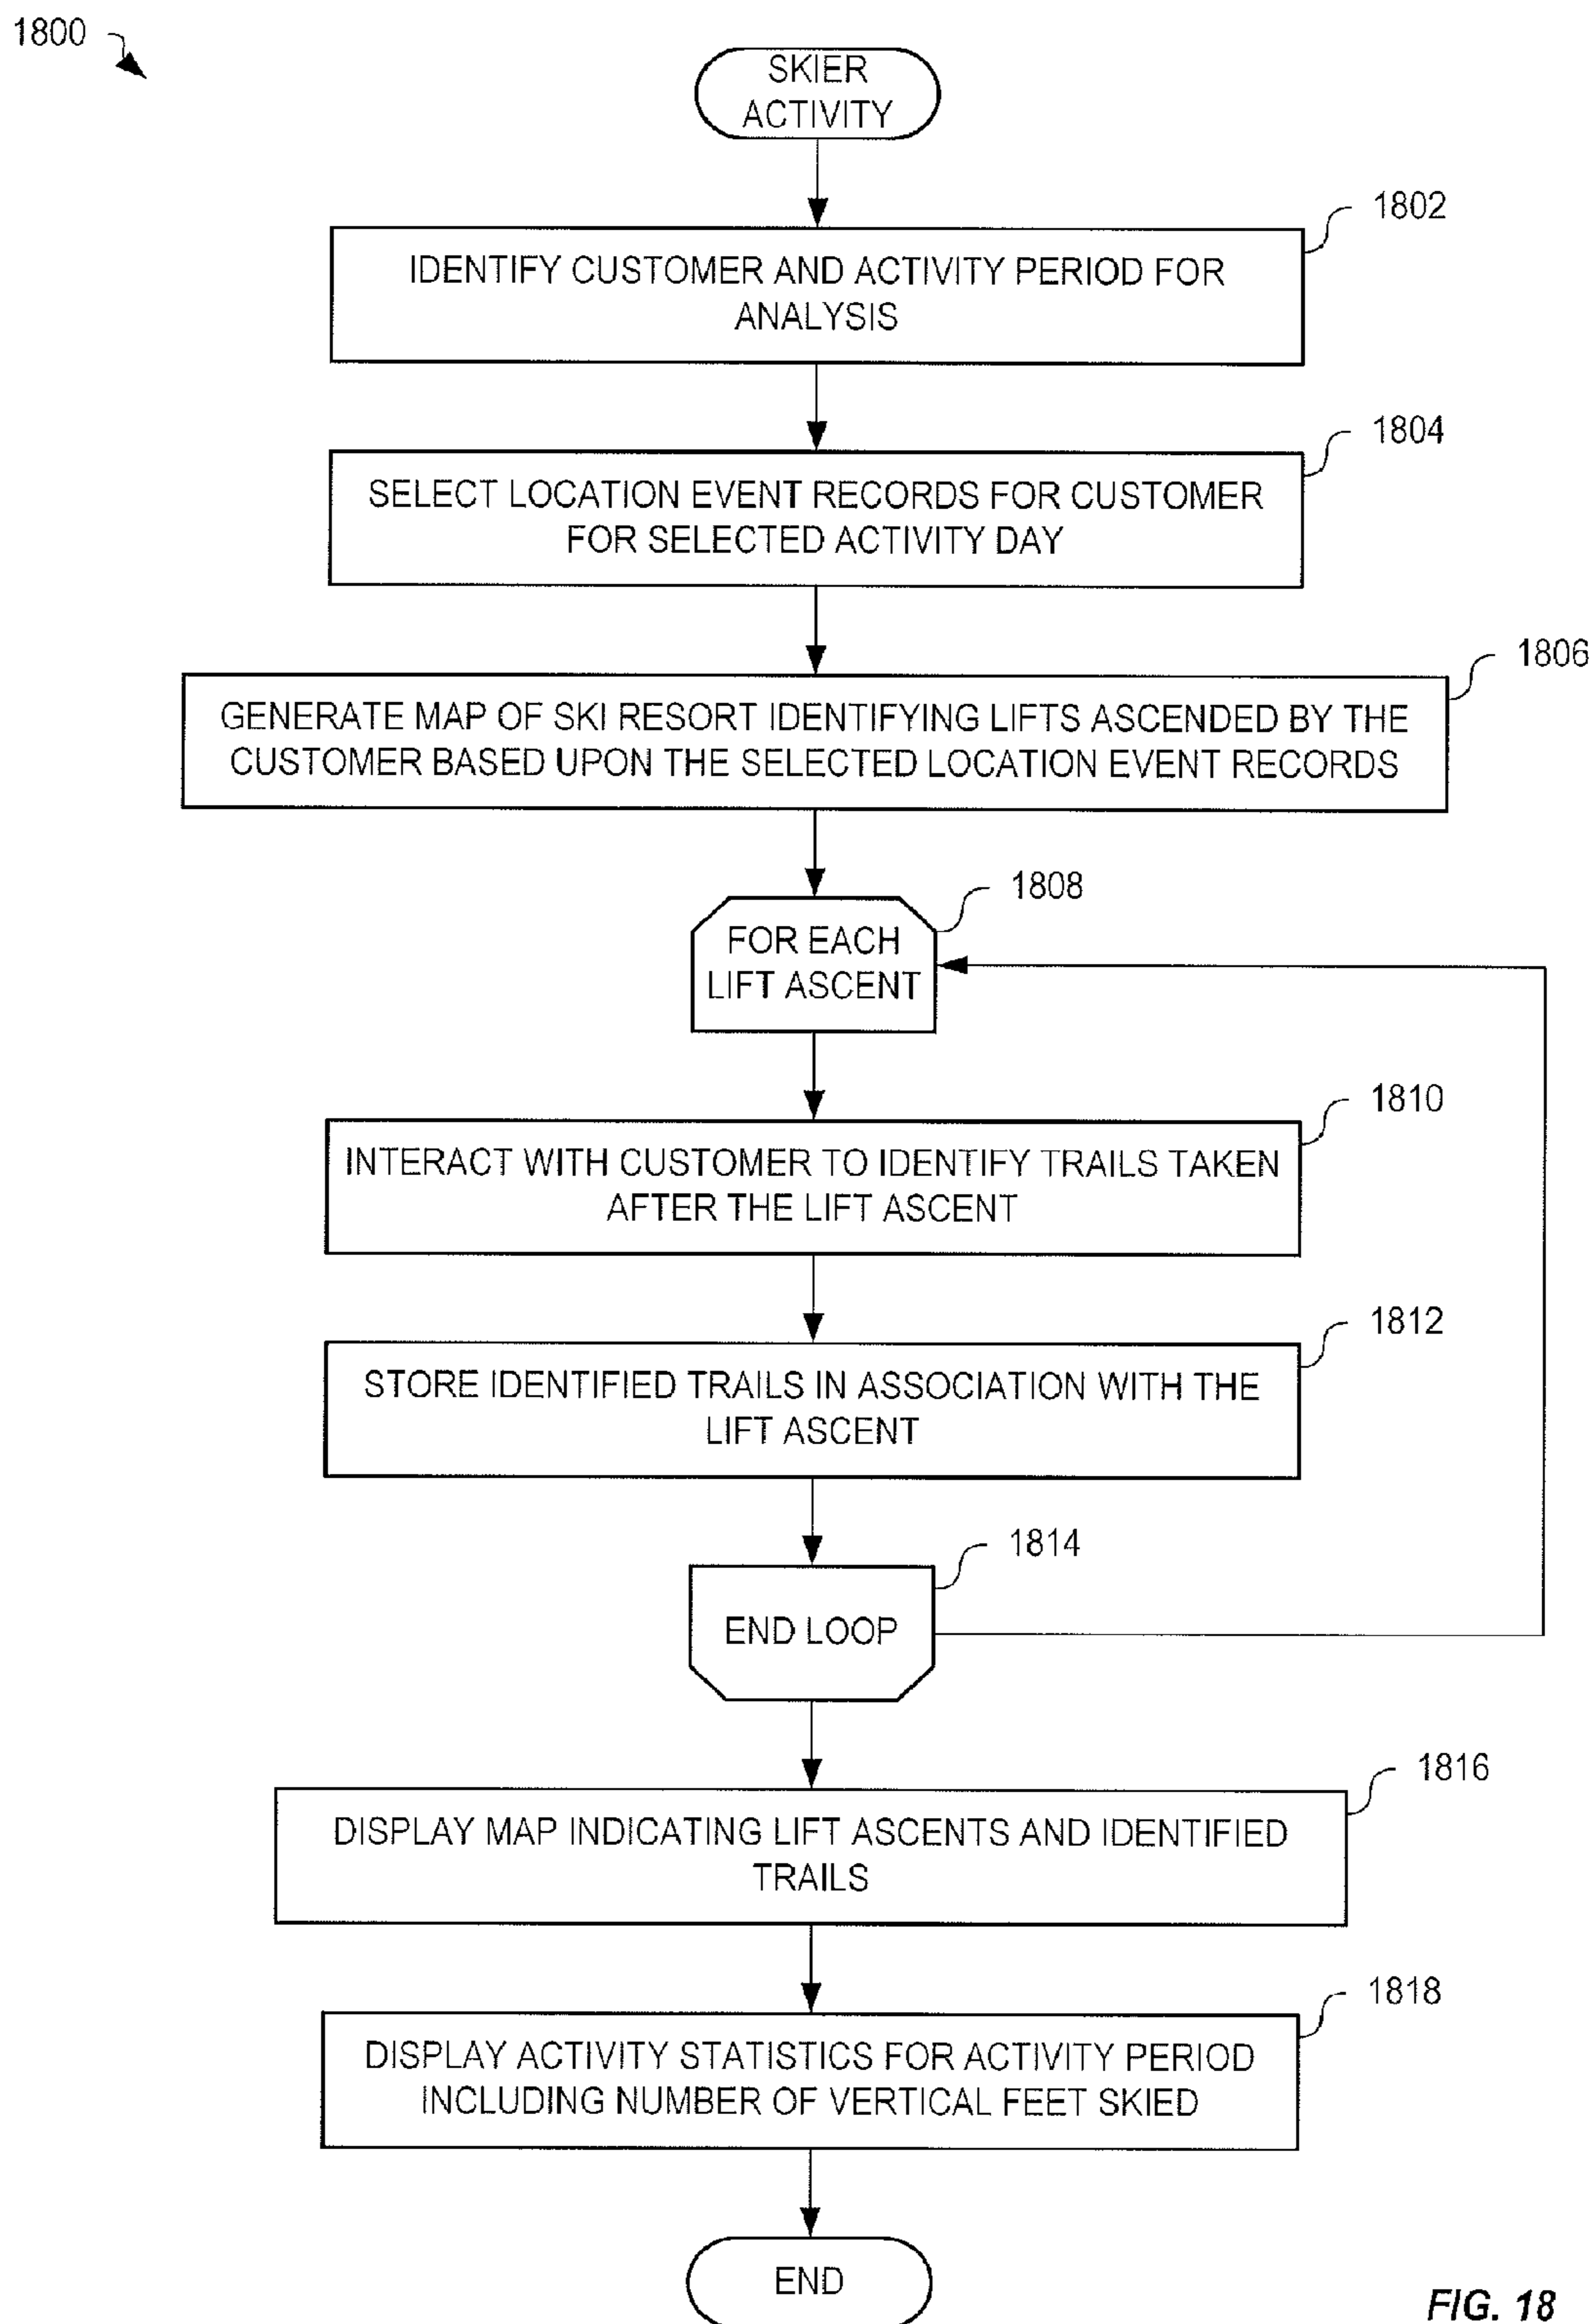 1800
SKIER
ACTIVITY
1802
IDENTIFY CUSTOMER AND ACTIVITY PERIOD FOR
ANALYSIS
1804
SELECT LOCATION EVENT RECORDS FOR CUSTOMER
FOR SELECTED ACTIVITY DAY
1806
GENERATE MAP OF SKI RESORT IDENTIFYING LIFTS ASCENDED BY THE
CUSTOMER BASED UPON THE SELECTED LOCATION EVENT RECORDS
1808
FOR EACH
LIFT ASCENT
1810
INTERACT WITH CUSTOMER TO IDENTIFY TRAILS TAKEN
AFTER THE LIFT ASCENT
1812
STORE IDENTIFIED TRAILS IN ASSOCIATION WITH THE
LIFT ASCENT
1814
END LOOP
1816
DISPLAY MAP INDICATING LIFT ASCENTS AND IDENTIFIED
TRAILS
1818
DISPLAY ACTIVITY STATISTICS FOR ACTIVITY PERIOD
INCLUDING NUMBER OF VERTICAL FEET SKIED
END
FIG. 18